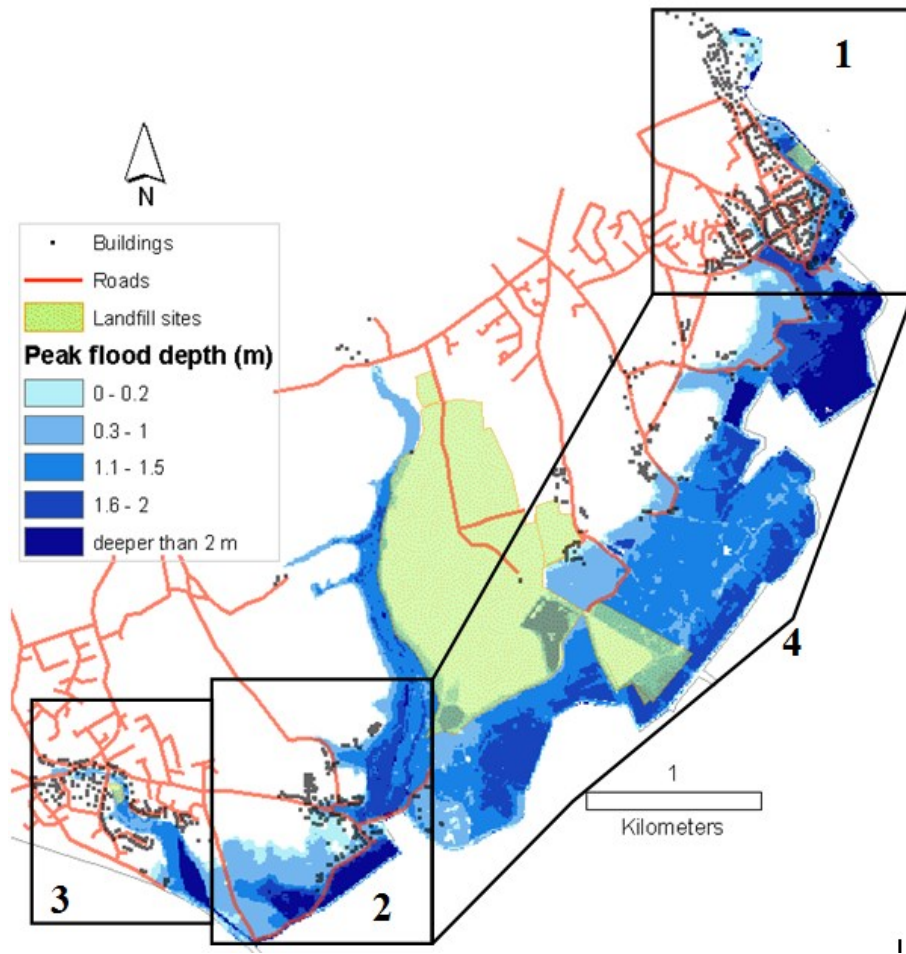 1
N
Buildings
Roads
Landfill sites
Peak flood depth (m)
0 - 0.2
0.3 - 1
1.1 - 1.5
1.6 - 2
deeper than 2 m
4
1
Kilometers
3
2